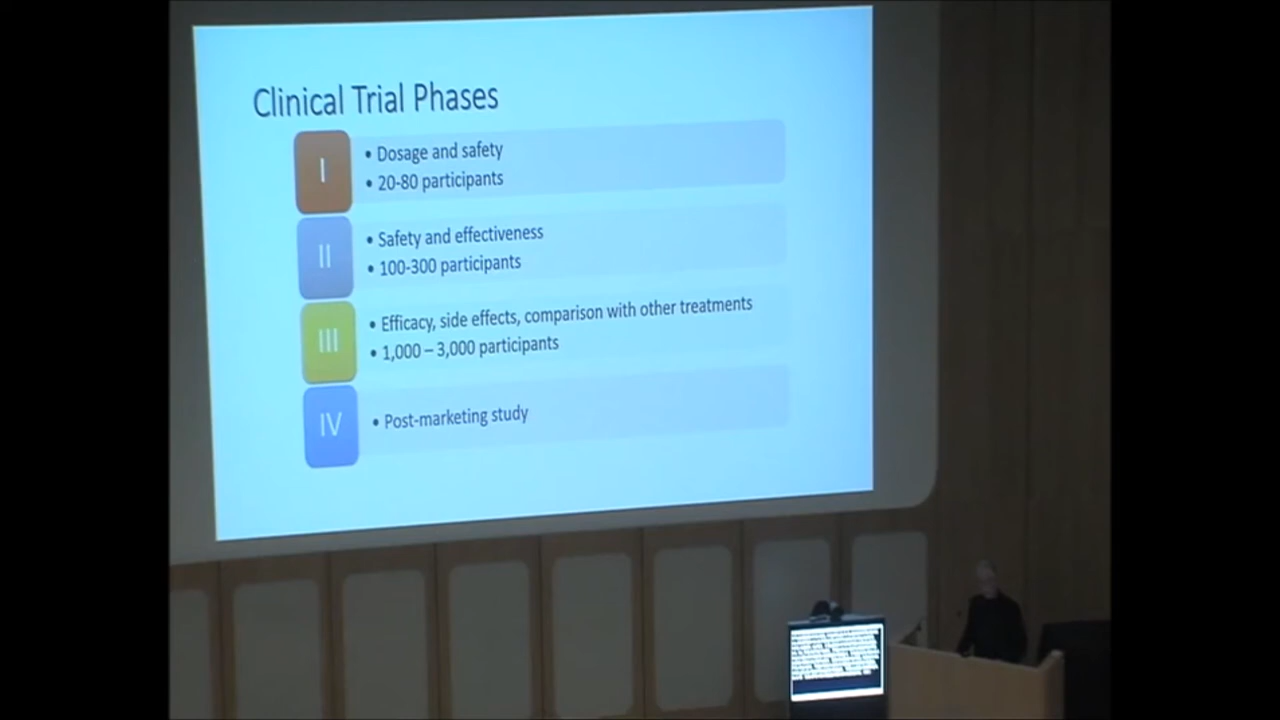 Clinical Trial Phases
I
• Dosage and safety
• 20-80 participants
II
• Safety and effectiveness
• 100-300 participants
III
• Efficacy, side effects, comparison with other treatments
• 1,000 – 3,000 participants
IV
• Post-marketing study